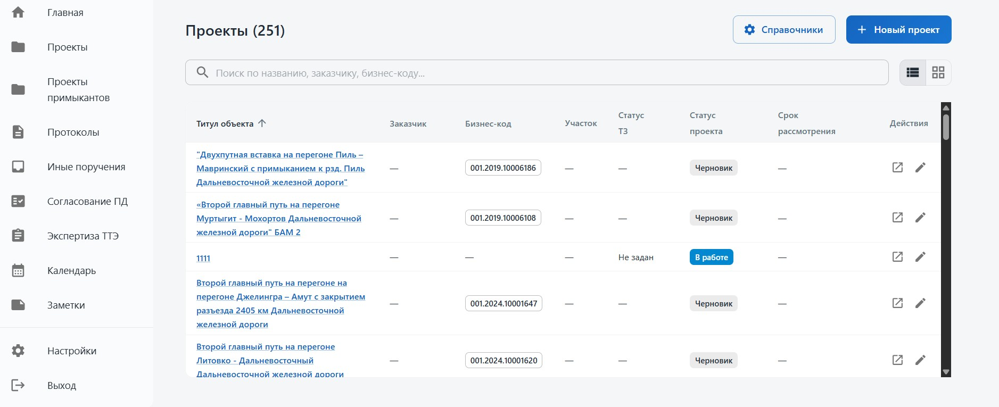 Главная
Проекты
Проекты
примыкантов
Протоколы
Иные поручения
Согласование ПД
Экспертиза ТТЭ
Календарь
Заметки
Настройки
Выход
Проекты (251)
Справочники
+ Новый проект
Поиск по названию, заказчику, бизнес-коду...
Титул объекта ↑ Заказчик Бизнес-код Участок Статус ТЗ Статус проекта Срок рассмотрения Действия
"Двухпутная вставка на перегоне Пиль –
Мавринский с примыканием к рзд. Пиль
Дальневосточной железной дороги"
— 001.2019.10006186 — — Черновик —
«Второй главный путь на перегоне
Муртыгит - Мохортов Дальневосточной
железной дороги" БАМ 2
— 001.2019.10006108 — — Черновик —
1111 — — — Не задан В работе —
Второй главный путь на перегоне на
перегоне Джелингра – Амут с закрытием
разъезда 2405 км Дальневосточной
железной дороги
— 001.2024.10001647 — — Черновик —
Второй главный путь на перегоне
Литовко - Дальневосточный
Дальневосточной железной дороги
— 001.2024.10001620 — — Черновик —